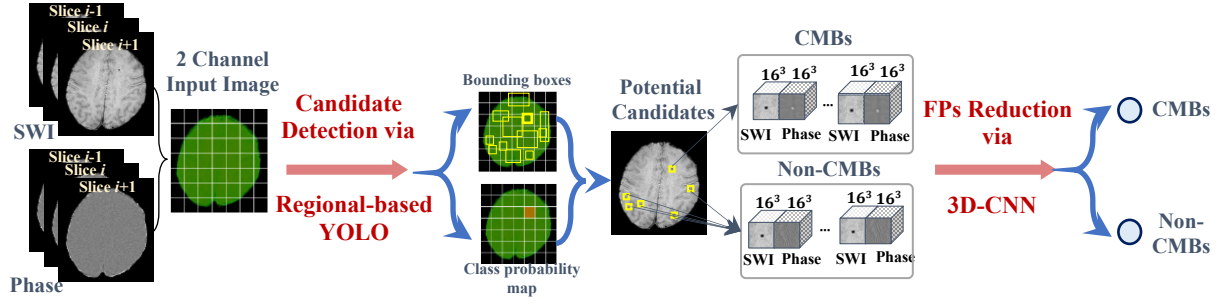 Slice i-1
Slice i
Slice i+1
SWI
Slice i-1
Slice i
Slice i+1
Phase
2 Channel
Input Image
Candidate
Detection via
Regional-based
YOLO
Bounding boxes
Class probability
map
Potential
Candidates
CMBs
16³ 16³ 16³ 16³
...
SWI Phase SWI Phase
Non-CMBs
16³ 16³ 16³ 16³
...
SWI Phase SWI Phase
FPs Reduction
via
3D-CNN
CMBs
Non-
CMBs